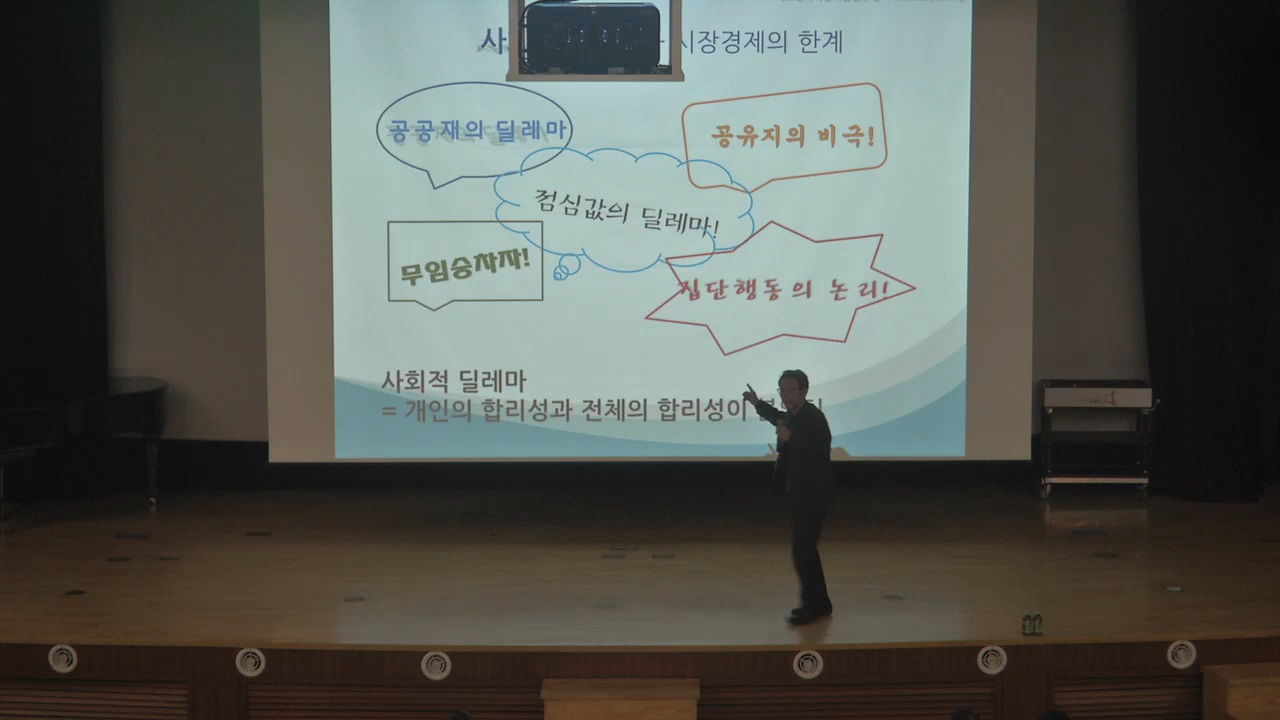 시장경제의 한계
공공재의 딜레마
공유지의 비극!
점심값의 딜레마!
무임승차자!
집단행동의 논리!
사회적 딜레마
= 개인의 합리성과 전체의 합리성이